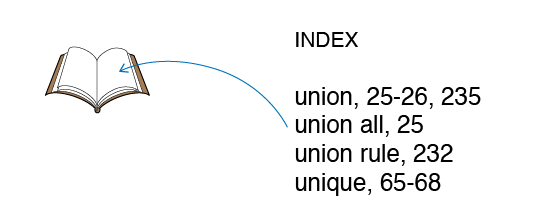 INDEX
union, 25-26, 235
union all, 25
union rule, 232
unique, 65-68